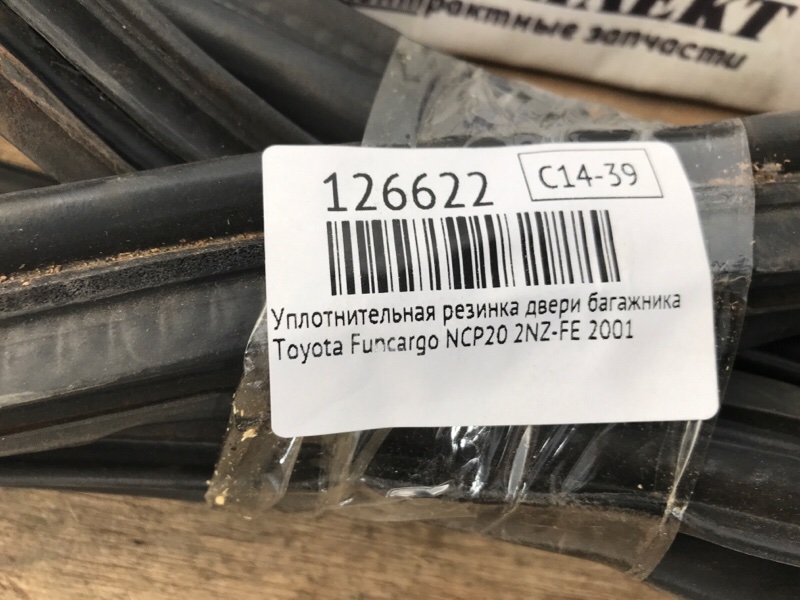 контрактные запчасти
126622
C14-39
Уплотнительная резинка двери багажника
Toyota Funcargo NCP20 2NZ-FE 2001